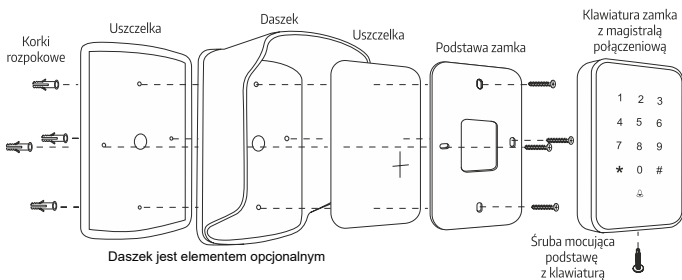 Korki
rozpokowe
Uszczelka
Daszek
Uszczelka
Podstawa zamka
Klawiatura zamka
z magistralą
połączeniową
1 2 3
4 5 6
7 8 9
* 0 #
Śruba mocująca
podstawę
z klawiaturą
Daszek jest elementem opcjonalnym